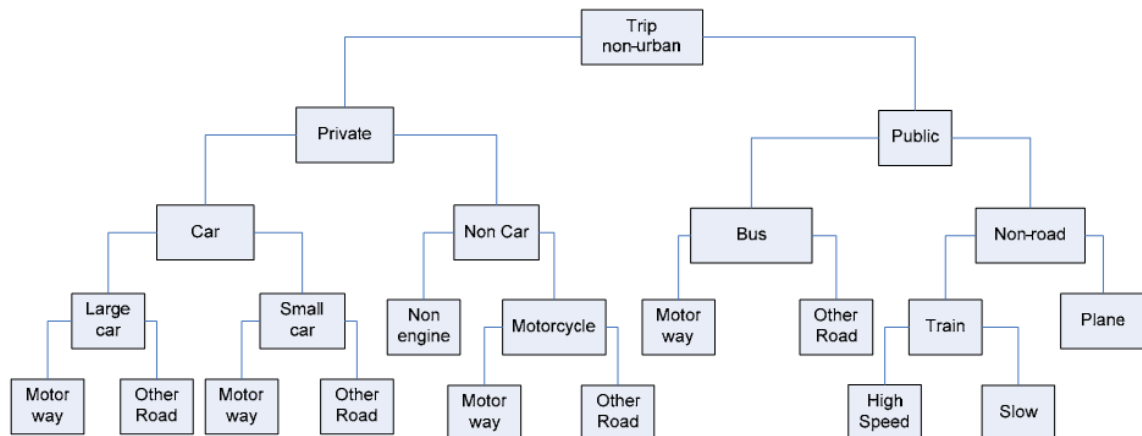 Trip
non-urban
Private
Public
Car
Non Car
Bus
Non-road
Large
car
Small
car
Non
engine
Motorcycle
Motor
way
Other
Road
Train
Plane
Motor
way
Other
Road
Motor
way
Other
Road
Motor
way
Other
Road
High
Speed
Slow